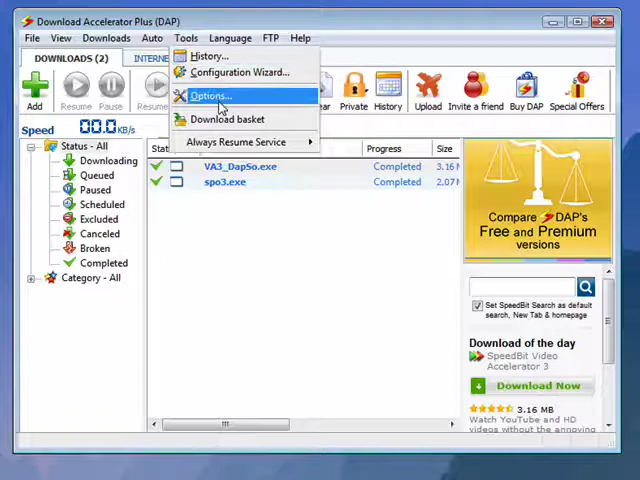 Download Accelerator Plus (DAP)
File View Downloads Auto Tools Language FTP Help
DOWNLOADS (2) INTERNE
History...
Configuration Wizard...
Options...
Download basket
Always Resume Service
Add Resume Pause Resume Private History Upload Invite a friend Buy DAP Special Offers
Speed 00.0 KB/s
Status - All
Downloading
Queued
Paused
Scheduled
Excluded
Canceled
Broken
Completed
Category - All
Progress Size
VA3_DapSo.exe Completed 3.16 M
spo3.exe Completed 2.07 M
Compare DAP's
Free and Premium
versions
Set SpeedBit Search as default
search, New Tab & homepage
Download of the day
SpeedBit Video
Accelerator 3
Download Now
3.16 MB
Watch YouTube and HD
videos without the annoying